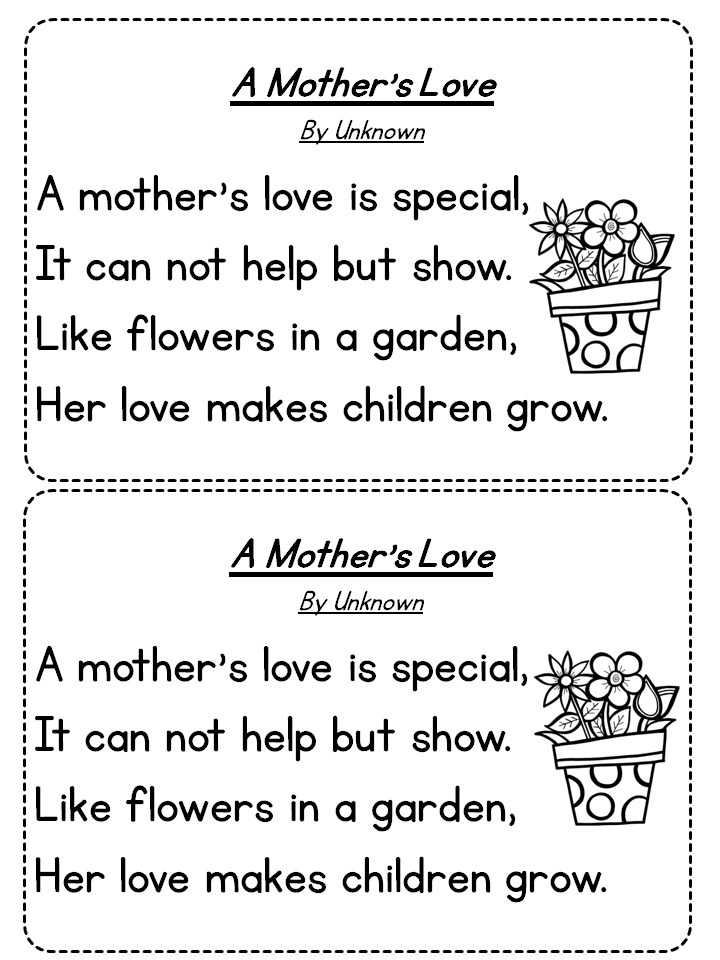 A Mother's Love
By Unknown
A mother's love is special,
It can not help but show.
Like flowers in a garden,
Her love makes children grow.
A Mother's Love
By Unknown
A mother's love is special,
It can not help but show.
Like flowers in a garden,
Her love makes children grow.